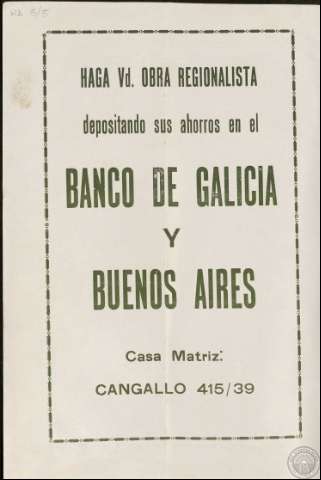 HAGA Vd. OBRA REGIONALISTA
depositando sus ahorros en el
BANCO DE GALICIA
Y
BUENOS AIRES
Casa Matriz:
CANGALLO 415/39